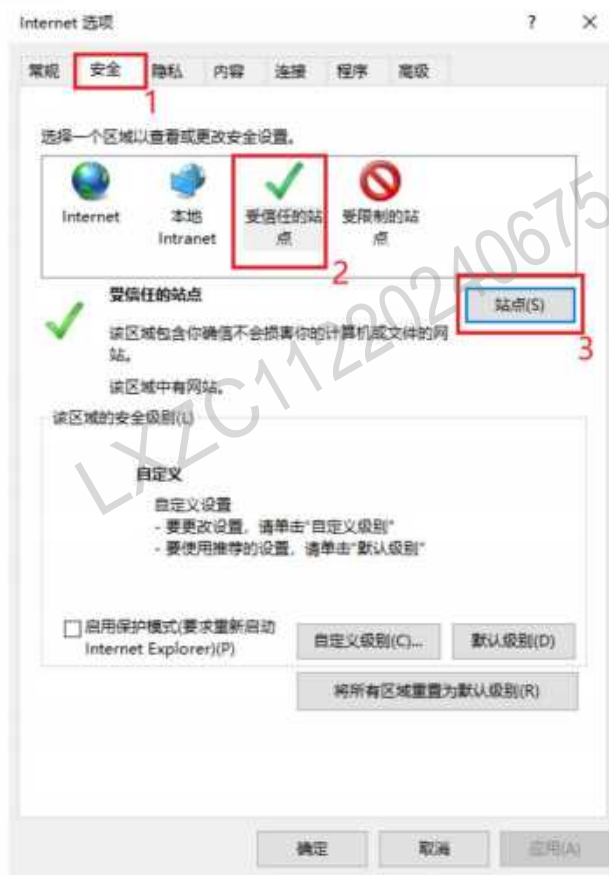 Internet 选项
? ×
常规 安全 隐私 内容 连接 程序 高级
1
选择一个区域以查看或更改安全设置。
Internet
本地
Intranet
受信任的站
点
受限制的站
点
2
受信任的站点
站点(S)
3
该区域包含你确信不会损害你的计算机或文件的网
站。
该区域中有网站。
该区域的安全级别(L)
自定义
自定义设置
- 要更改设置，请单击"自定义级别"
- 要使用推荐的设置，请单击"默认级别"
启用保护模式(要求重新启动
Internet Explorer)(P)
自定义级别(C)...
默认级别(D)
将所有区域重置为默认级别(R)
确定 取消 应用(A)
LXZC11220240675